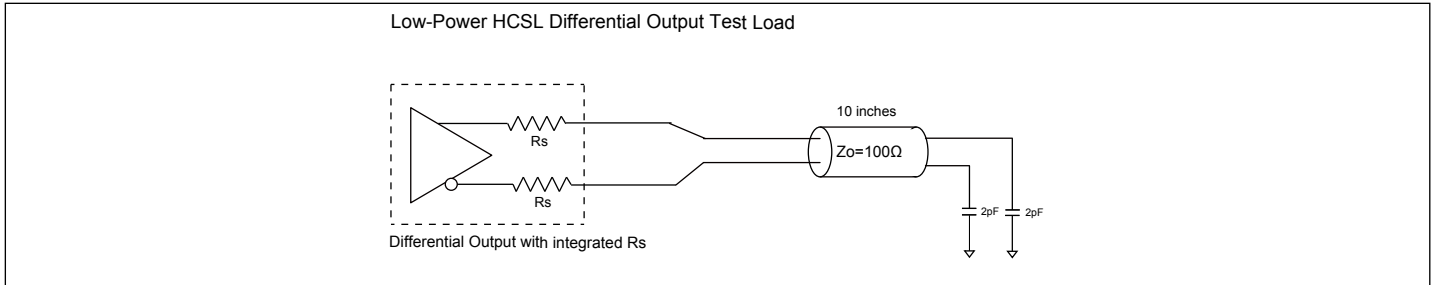 Low-Power HCSL Differential Output Test Load
10 inches
Rs
Zo=100Ω
Rs
2pF
2pF
Differential Output with integrated Rs